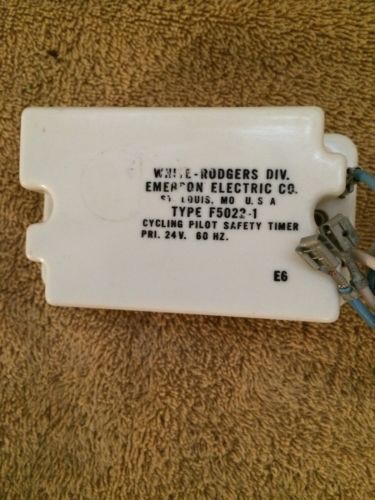 WHITE-RODGERS DIV.
EMERSON ELECTRIC CO.
ST. LOUIS, MO U.S.A
TYPE F5022-1
CYCLING PILOT SAFETY TIMER
PRI. 24V. 60 HZ.
E6